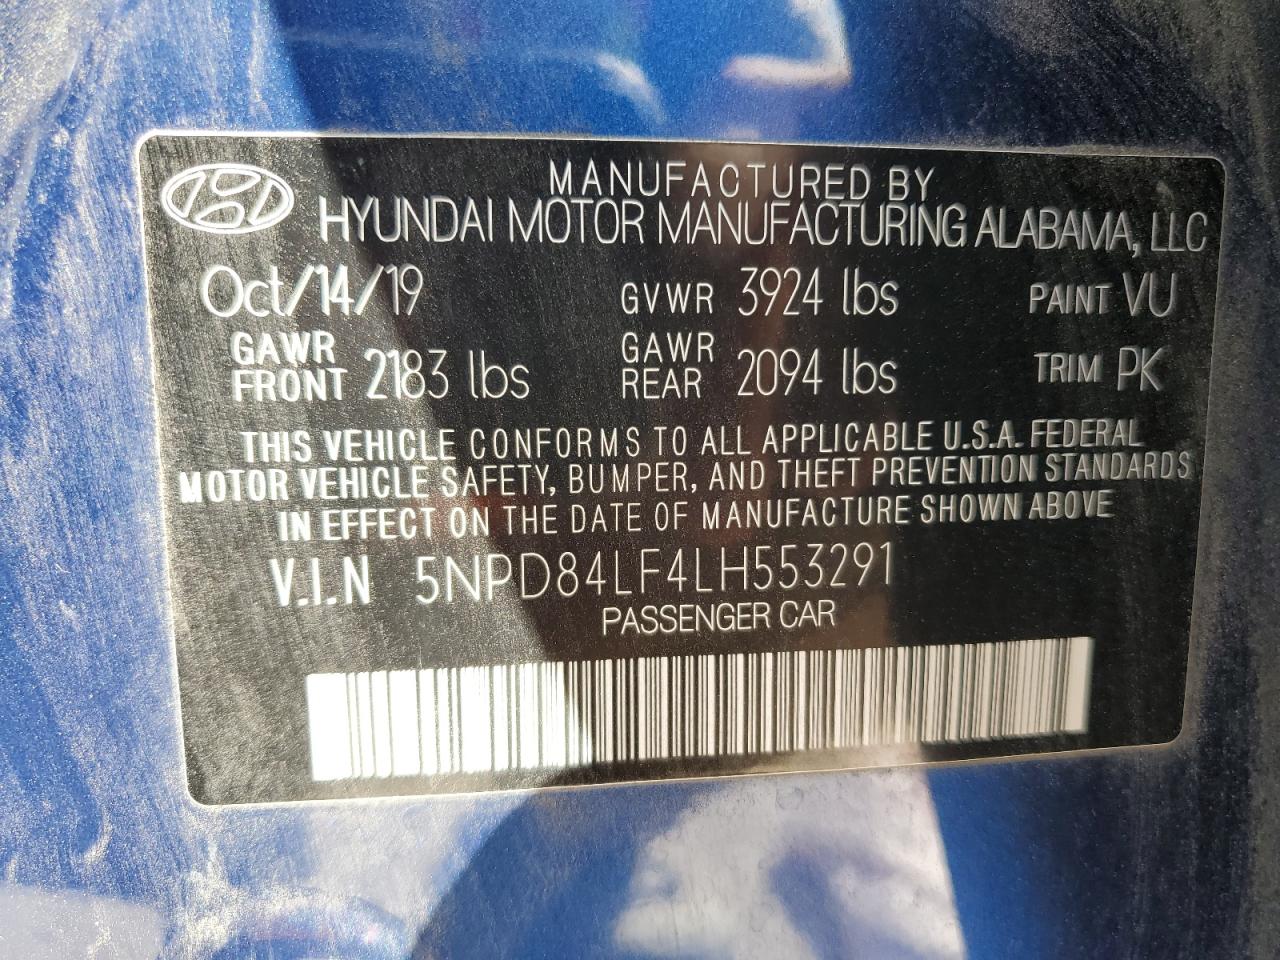 MANUFACTURED BY
HYUNDAI MOTOR MANUFACTURING ALABAMA, LLC
Oct/14/19 GVWR 3924 lbs PAINT VU
GAWR FRONT 2183 lbs GAWR REAR 2094 lbs TRIM PK
THIS VEHICLE CONFORMS TO ALL APPLICABLE U.S.A. FEDERAL
MOTOR VEHICLE SAFETY, BUMPER, AND THEFT PREVENTION STANDARDS
IN EFFECT ON THE DATE OF MANUFACTURE SHOWN ABOVE
V.I.N 5NPD84LF4LH553291
PASSENGER CAR